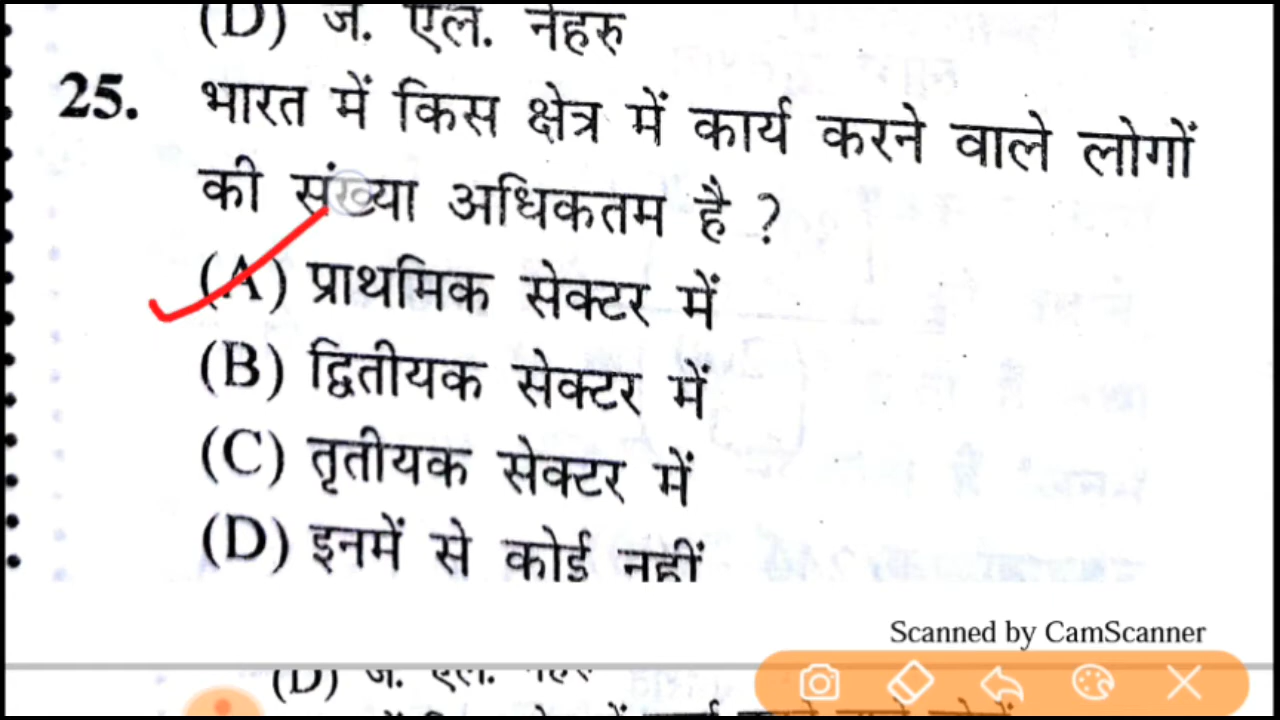 (D) ज. एल. नेहरु
25. भारत में किस क्षेत्र में कार्य करने वाले लोगों
की संख्या अधिकतम है ?
(A) प्राथमिक सेक्टर में
(B) द्वितीयक सेक्टर में
(C) तृतीयक सेक्टर में
(D) इनमें से कोई नहीं
Scanned by CamScanner
(D) ज. एल.